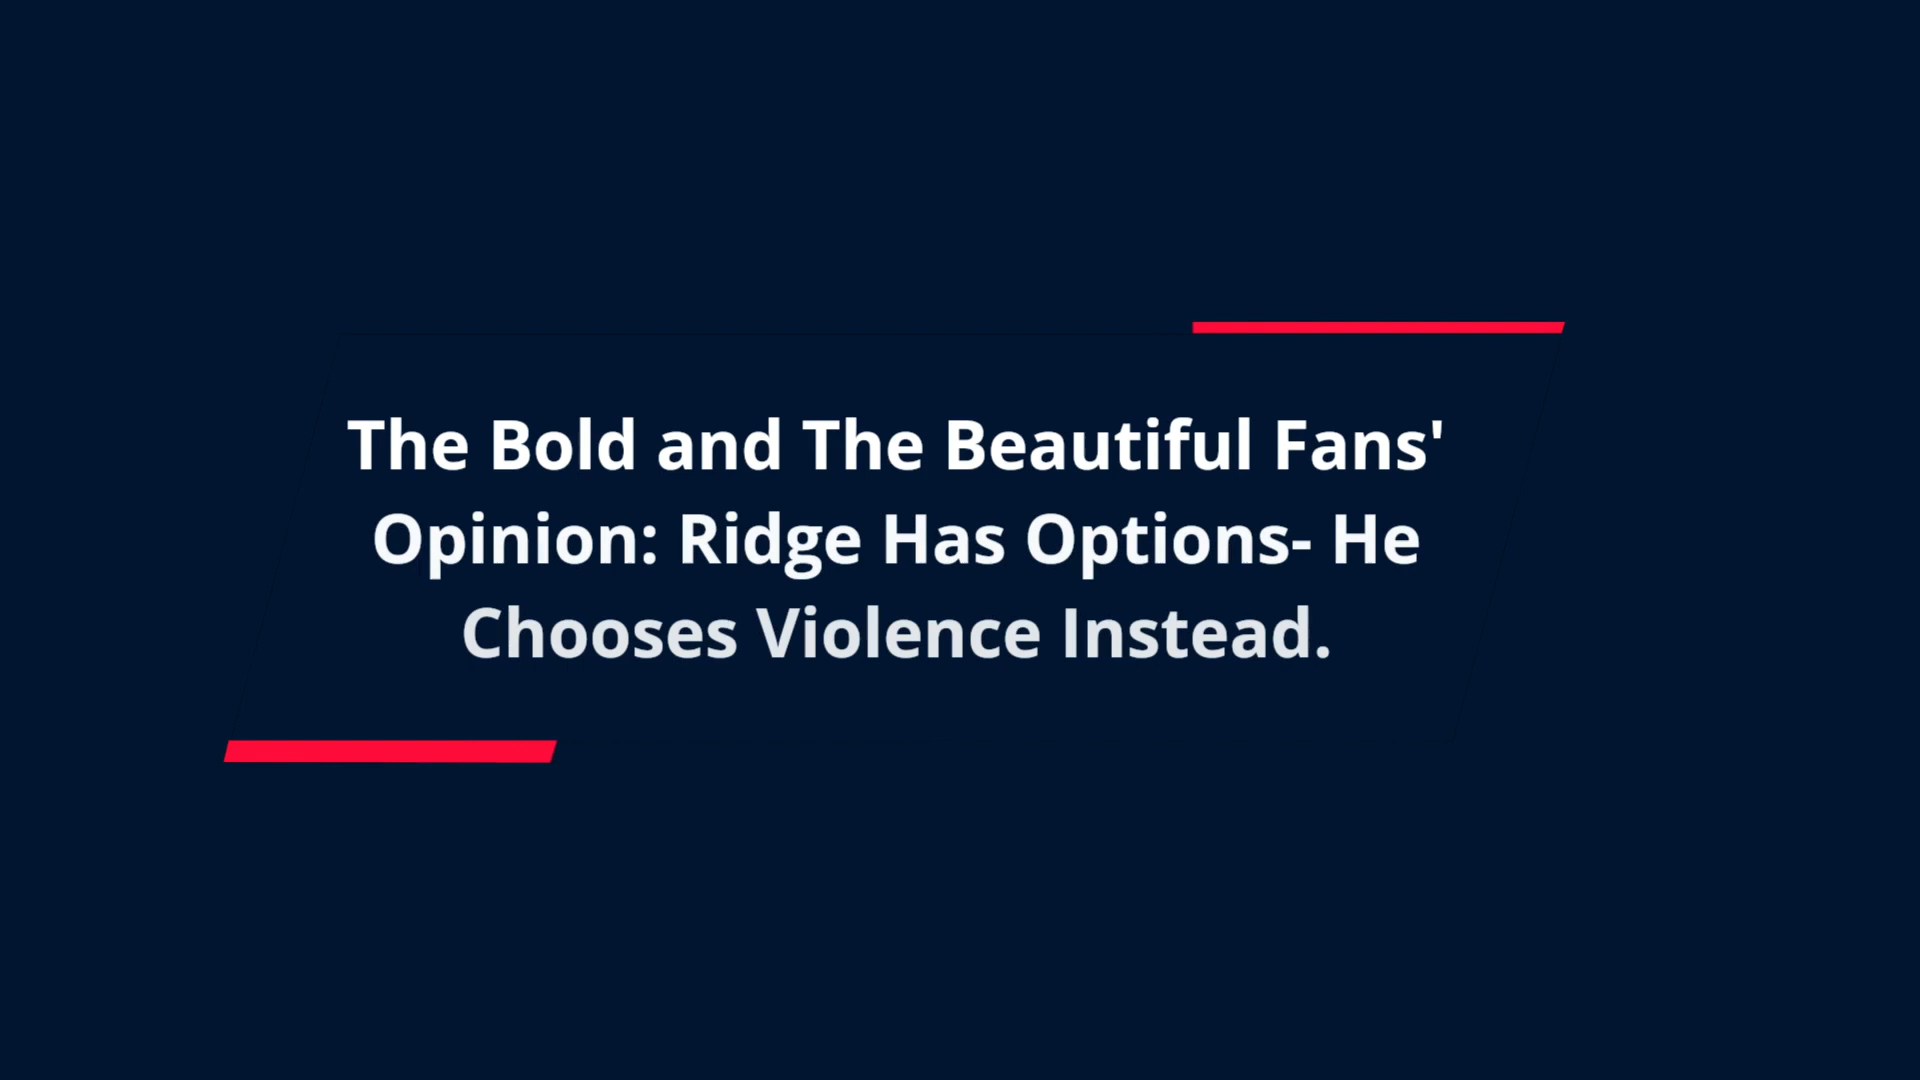 The Bold and The Beautiful Fans'
Opinion: Ridge Has Options- He
Chooses Violence Instead.